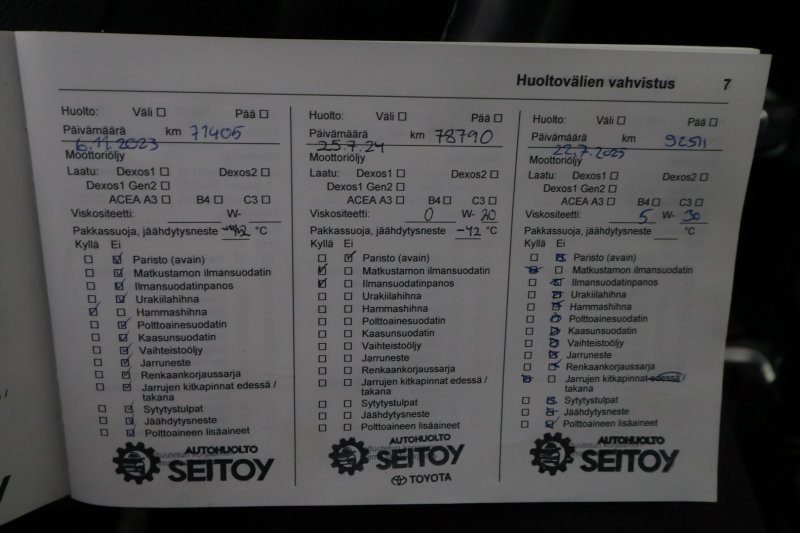 Huoltovälien vahvistus 7
Huolto: Väli ☐ Pää ☐
Päivämäärä km 71405
6.11.2023
Moottoriöljy
Laatu: Dexos1 ☐ Dexos2 ☐
Dexos1 Gen2 ☐
ACEA A3 ☐ B4 ☐ C3 ☐
Viskositeetti: W-
Pakkassuoja, jäähdytysneste -42 °C
Kyllä Ei
Paristo (avain)
Matkustamon ilmansuodatin
Ilmansuodatinpanos
Urakiilahihna
Hammashihna
Polttoainesuodatin
Kaasunsuodatin
Vaihteistoöljy
Jarruneste
Renkaankorjaussarja
Jarrujen kitkapinnat edessä /
takana
Sytytystulpat
Jäähdytysneste
Polttoaineen lisäaineet
AUTOHUOLTO
SEITOY
Huolto: Väli ☐ Pää ☐
Päivämäärä km 78790
25.7.24
Moottoriöljy
Laatu: Dexos1 ☐ Dexos2 ☐
Dexos1 Gen2 ☐
ACEA A3 ☐ B4 ☐ C3 ☐
Viskositeetti: 0 W- 20
Pakkassuoja, jäähdytysneste -42 °C
Kyllä Ei
Paristo (avain)
Matkustamon ilmansuodatin
Ilmansuodatinpanos
Urakiilahihna
Hammashihna
Polttoainesuodatin
Kaasunsuodatin
Vaihteistoöljy
Jarruneste
Renkaankorjaussarja
Jarrujen kitkapinnat edessä /
takana
Sytytystulpat
Jäähdytysneste
Polttoaineen lisäaineet
AUTOHUOLTO
SEITOY
TOYOTA
Huolto: Väli ☐ Pää ☐
Päivämäärä km 92511
22.7.2025
Moottoriöljy
Laatu: Dexos1 ☐ Dexos2 ☐
Dexos1 Gen2 ☐
ACEA A3 ☐ B4 ☐ C3 ☐
Viskositeetti: 5 W- 30
Pakkassuoja, jäähdytysneste °C
Kyllä Ei
Paristo (avain)
Matkustamon ilmansuodatin
Ilmansuodatinpanos
Urakiilahihna
Hammashihna
Polttoainesuodatin
Kaasunsuodatin
Vaihteistoöljy
Jarruneste
Renkaankorjaussarja
Jarrujen kitkapinnat edessä /
takana
Sytytystulpat
Jäähdytysneste
Polttoaineen lisäaineet
AUTOHUOLTO
SEITOY